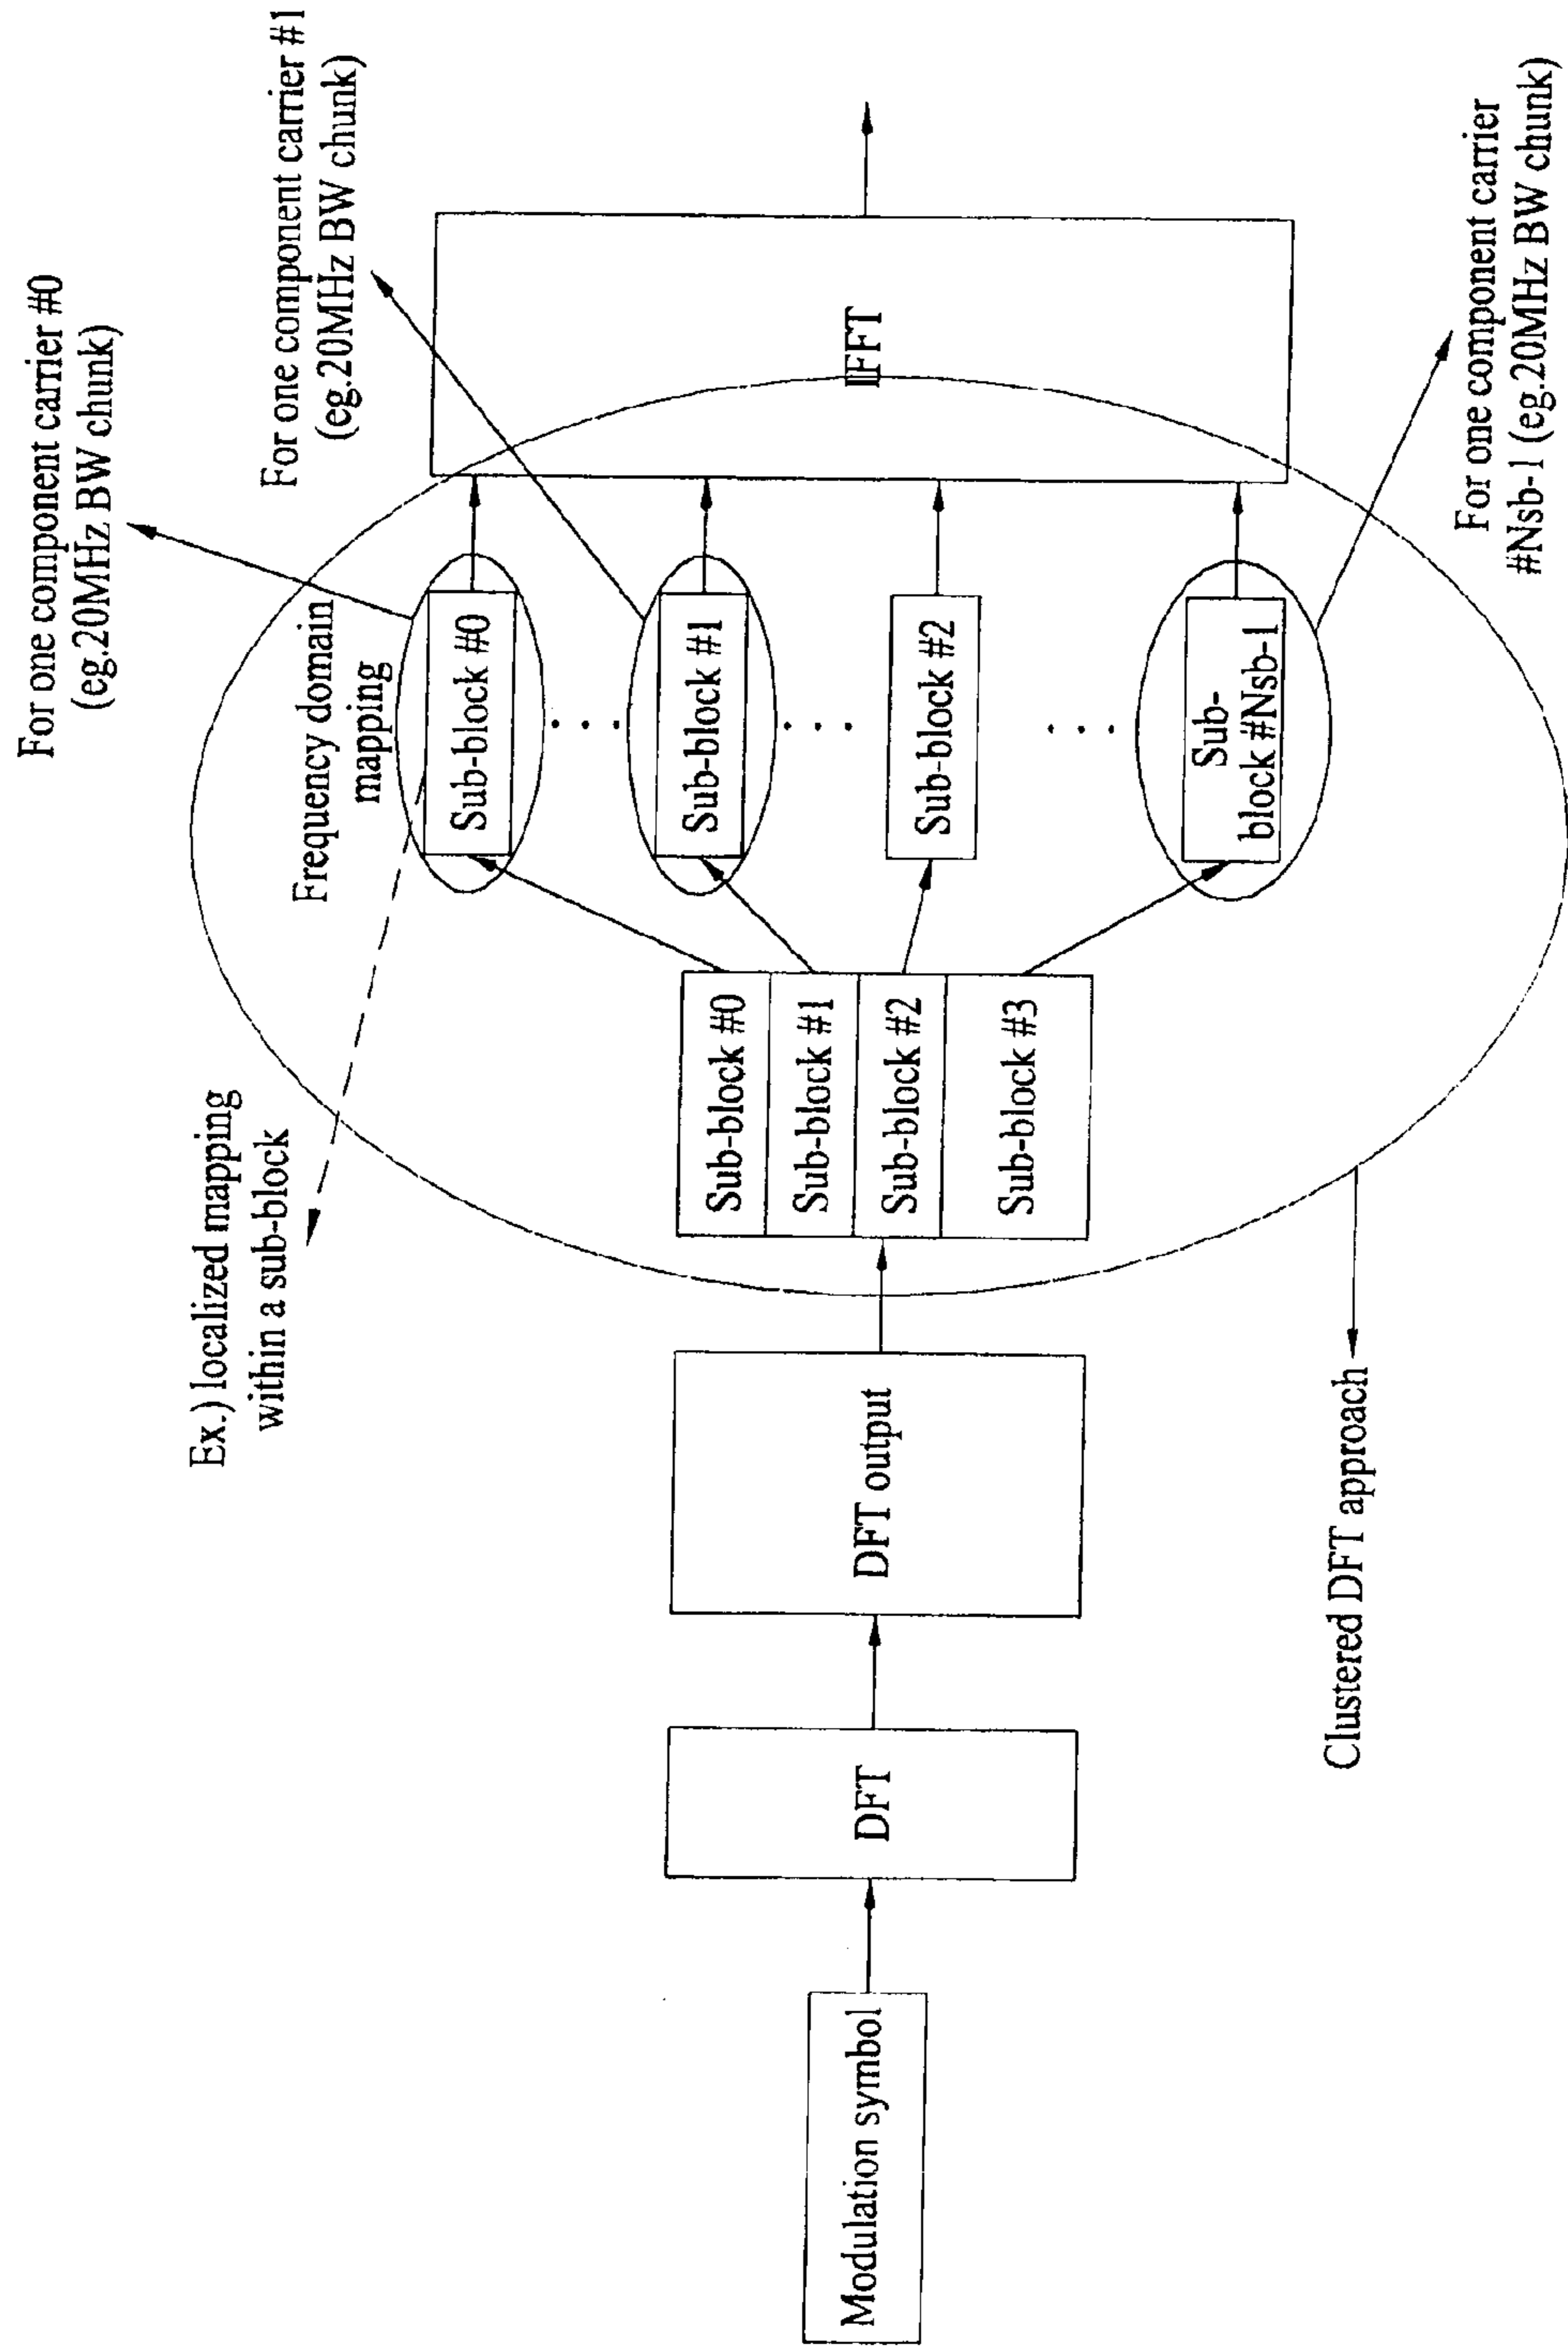 For one component carrier #0
(eg.20MHz BW chunk)
For one component carrier #1
(eg.20MHz BW chunk)
Ex.) localized mapping
within a sub-block
Frequency domain
mapping
Modulation symbol
DFT
DFT output
Sub-block #0
Sub-block #1
Sub-block #2
Sub-block #3
Sub-block #0
Sub-block #1
Sub-block #2
Sub-
block #Nsb-1
IFFT
Clustered DFT approach
For one component carrier
#Nsb-1 (eg.20MHz BW chunk)